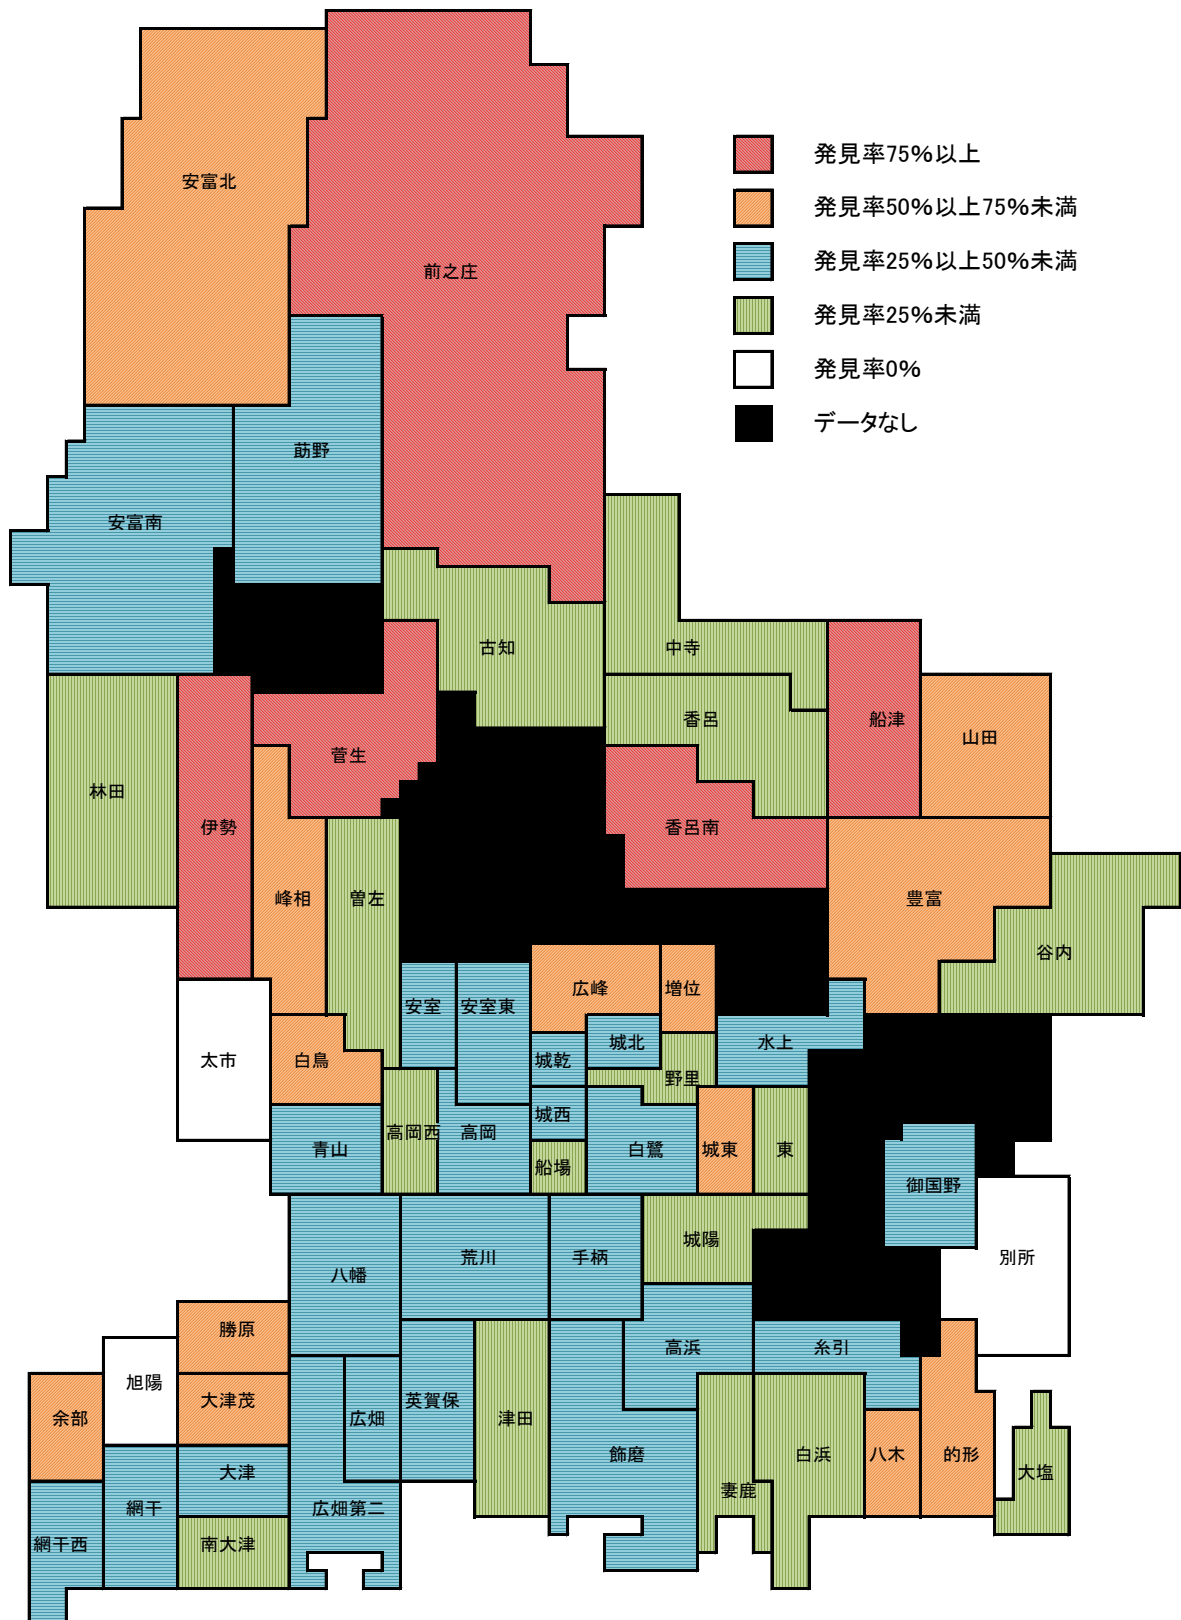 発見率75%以上
発見率50%以上75%未満
発見率25%以上50%未満
発見率25%未満
発見率0%
データなし
安富北
前之庄
莇野
安富南
古知
中寺
香呂
船津
山田
菅生
林田
伊勢
香呂南
峰相
曽左
豊富
谷内
広峰
増位
安室
安室東
城北
水上
太市
白鳥
城乾
野里
城西
高岡西
高岡
青山
船場
白鷺
城東
東
御国野
城陽
別所
八幡
荒川
手柄
勝原
高浜
糸引
旭陽
大津茂
余部
広畑
英賀保
津田
飾磨
白浜
八木
的形
大塩
大津
妻鹿
網干
広畑第二
網干西
南大津